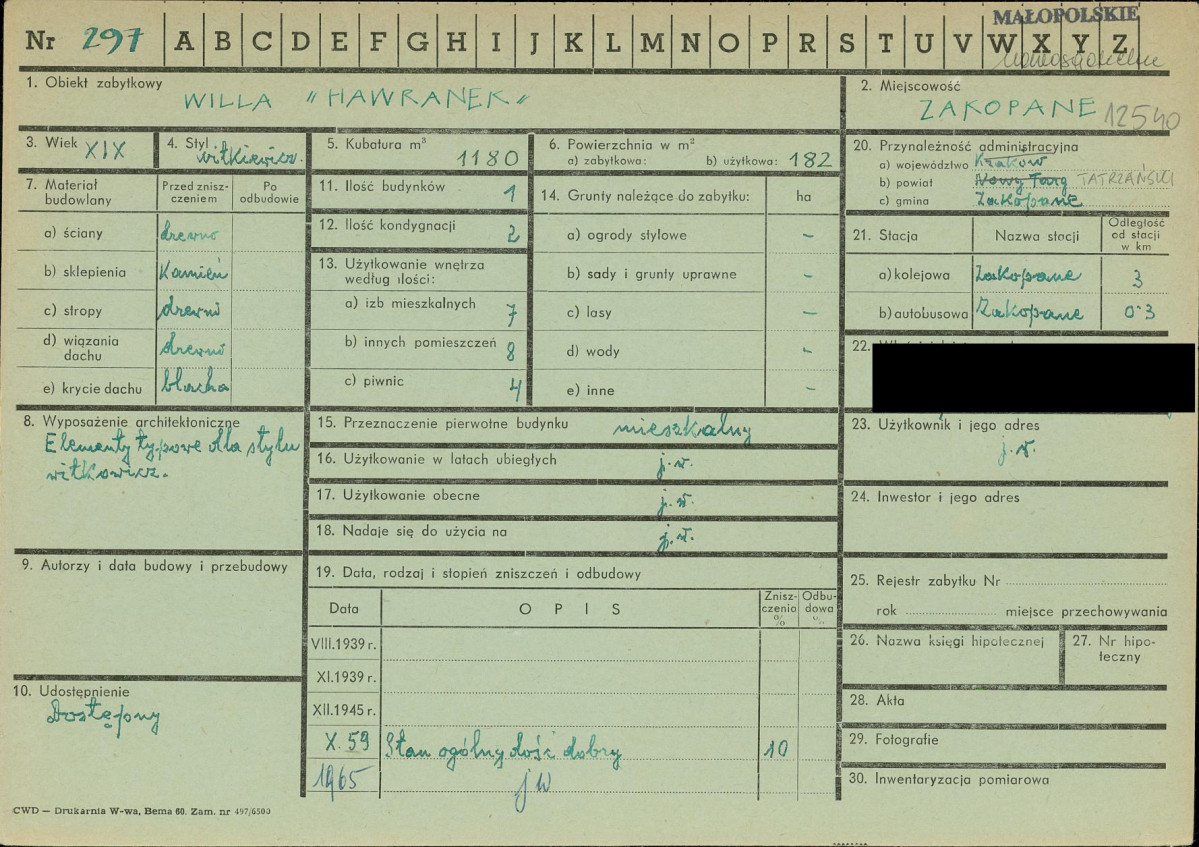 MAŁOPOLSKIE
Nr 297 A B C D E F G H I J K L M N O P R S T U V W X Y Z
1. Obiekt zabytkowy
WILLA "HAWRANEK"
2. Miejscowość
ZAKOPANE 12540
3. Wiek XIX
4. Styl witkiewicz.
5. Kubatura m³
1180
6. Powierzchnia w m²
a) zabytkowa: b) użytkowa: 182
7. Materiał budowlany
Przed znisz-
czeniem
Po
odbudowie
a) ściany drewno
b) sklepienia Kamień
c) stropy drewno
d) wiązania
dachu drewno
e) krycie dachu blacha
8. Wyposażenie architektoniczne
Elementy typowe dla stylu
witkowicz.
9. Autorzy i data budowy i przebudowy
10. Udostępnienie
Dostępny
11. Ilość budynków 1
12. Ilość kondygnacji 2
13. Użytkowanie wnętrza
według ilości:
a) izb mieszkalnych 7
b) innych pomieszczeń 8
c) piwnic 4
14. Grunty należące do zabytku: ha
a) ogrody stylowe –
b) sady i grunty uprawne –
c) lasy –
d) wody –
e) inne –
15. Przeznaczenie pierwotne budynku mieszkalny
16. Użytkowanie w latach ubiegłych j.w.
17. Użytkowanie obecne j.w.
18. Nadaje się do użycia na j.w.
19. Data, rodzaj i stopień zniszczeń i odbudowy
Data OPIS Znisz-
czenia
% Odbu-
dowa
%
VIII.1939 r.
XI.1939 r.
XII.1945 r.
X. 59 Stan ogólny dość dobry 10
1965 jw
20. Przynależność administracyjna
a) województwo Kraków
b) powiat Nowy Targ TATRZAŃSKI
c) gmina Zakopane
21. Stacja Nazwa stacji Odległość
od stacji
w km
a) kolejowa Zakopane 3
b) autobusowa Zakopane 0·3
22.
23. Użytkownik i jego adres
j.w.
24. Inwestor i jego adres
25. Rejestr zabytku Nr
rok miejsce przechowywania
26. Nazwa księgi hipotecznej
27. Nr hipo-
teczny
28. Akta
29. Fotografie
30. Inwentaryzacja pomiarowa
CWD — Drukarnia W-wa, Bema 60. Zam. nr 497/6500